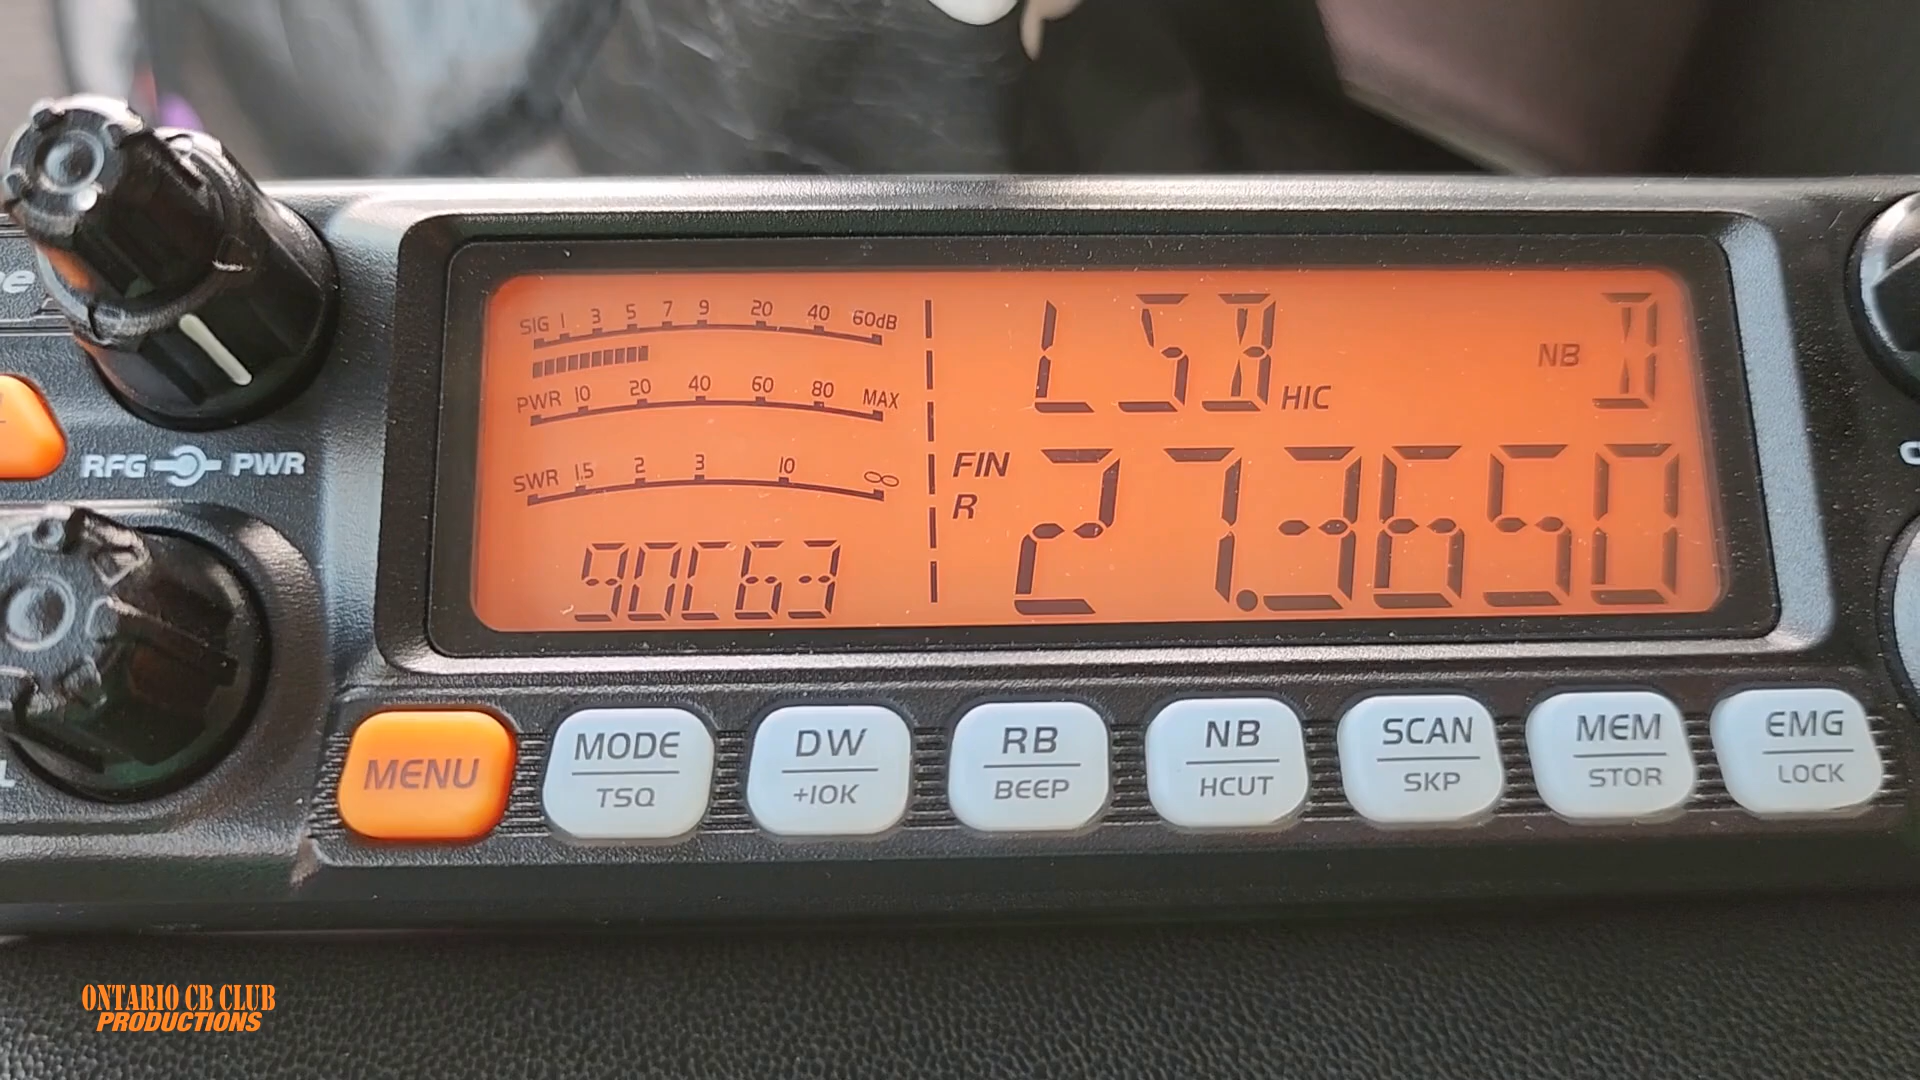 SIG 1 3 5 7 9 20 40 60dB
PWR 10 20 40 60 80 MAX
SWR 1.5 2 3 10 ∞
90C63
LSB HIC NB D
FIN
R
27.3650
RFG PWR
MENU
MODE
TSQ
DW
+10K
RB
BEEP
NB
HCUT
SCAN
SKP
MEM
STOR
EMG
LOCK
ONTARIO CB CLUB
PRODUCTIONS